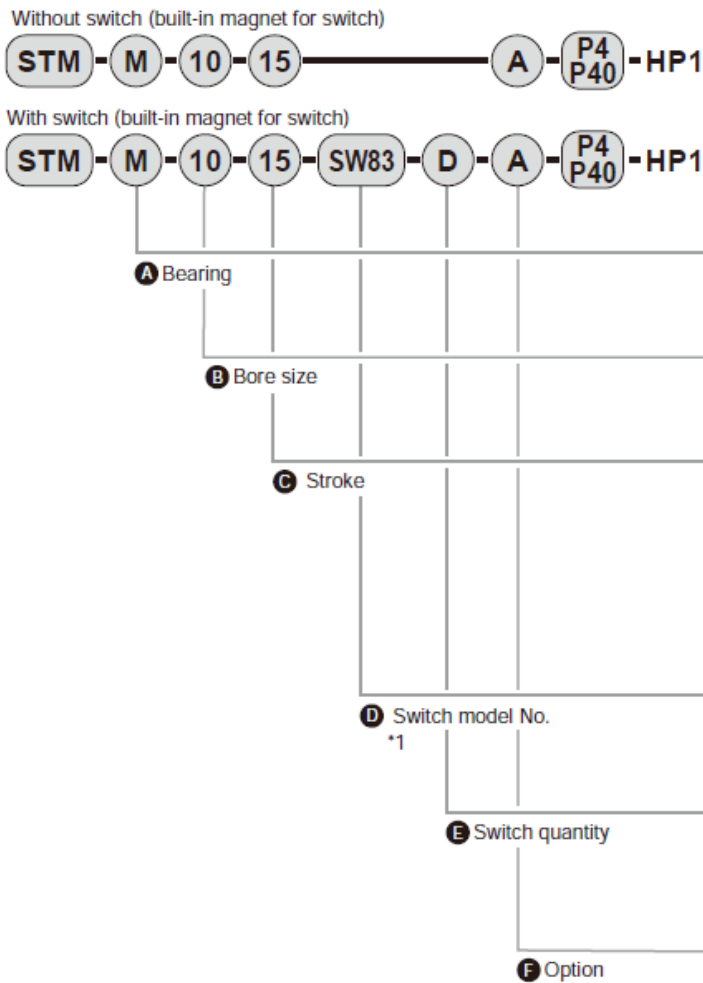 Without switch (built-in magnet for switch)
STM-M-10-15-A-P4 P40-HP1
With switch (built-in magnet for switch)
STM-M-10-15-SW83-D-A-P4 P40-HP1
A Bearing
B Bore size
C Stroke
D Switch model No.
*1
E Switch quantity
F Option